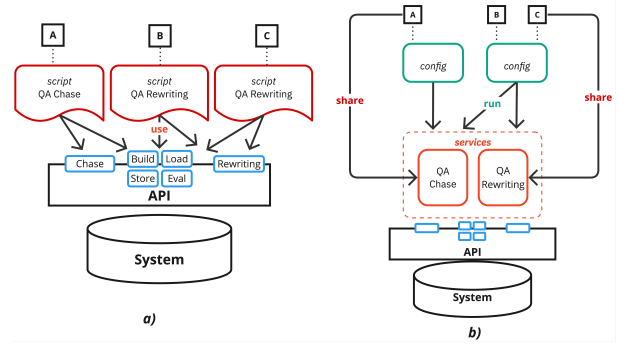 A
B
C
script
QA Chase
script
QA Rewriting
script
QA Rewriting
use
Chase
Build
Load
Rewriting
Store
Eval
API
System
a)
A
B
C
config
config
share
run
share
services
QA
Chase
QA
Rewriting
API
System
b)